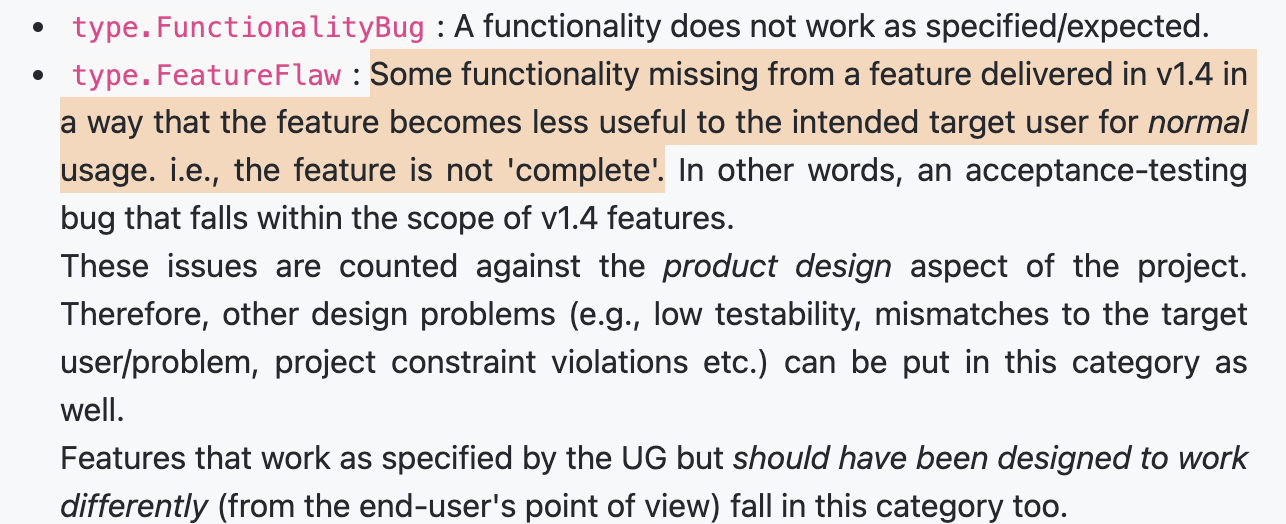 • type.FunctionalityBug : A functionality does not work as specified/expected.
• type.FeatureFlaw : Some functionality missing from a feature delivered in v1.4 in
a way that the feature becomes less useful to the intended target user for normal
usage. i.e., the feature is not 'complete'. In other words, an acceptance-testing
bug that falls within the scope of v1.4 features.
These issues are counted against the product design aspect of the project.
Therefore, other design problems (e.g., low testability, mismatches to the target
user/problem, project constraint violations etc.) can be put in this category as
well.
Features that work as specified by the UG but should have been designed to work
differently (from the end-user's point of view) fall in this category too.